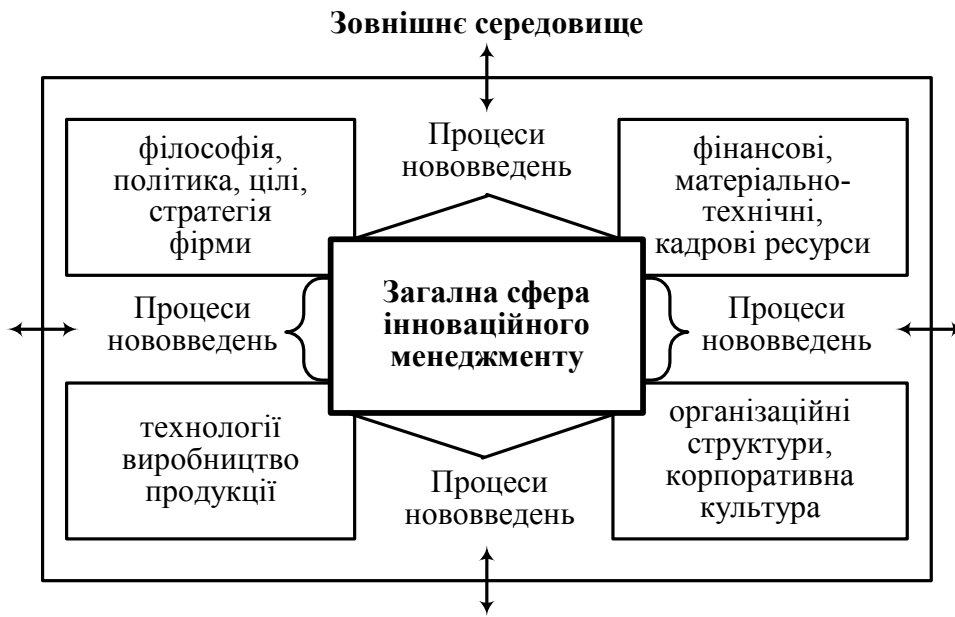 Зовнішнє середовище
філософія,
політика, цілі,
стратегія
фірми
Процеси
нововведень
фінансові,
матеріально-
технічні,
кадрові ресурси
Процеси
нововведень
Загална сфера
інноваційного
менеджменту
Процеси
нововведень
технології
виробництво
продукції
Процеси
нововведень
організаційні
структури,
корпоративна
культура